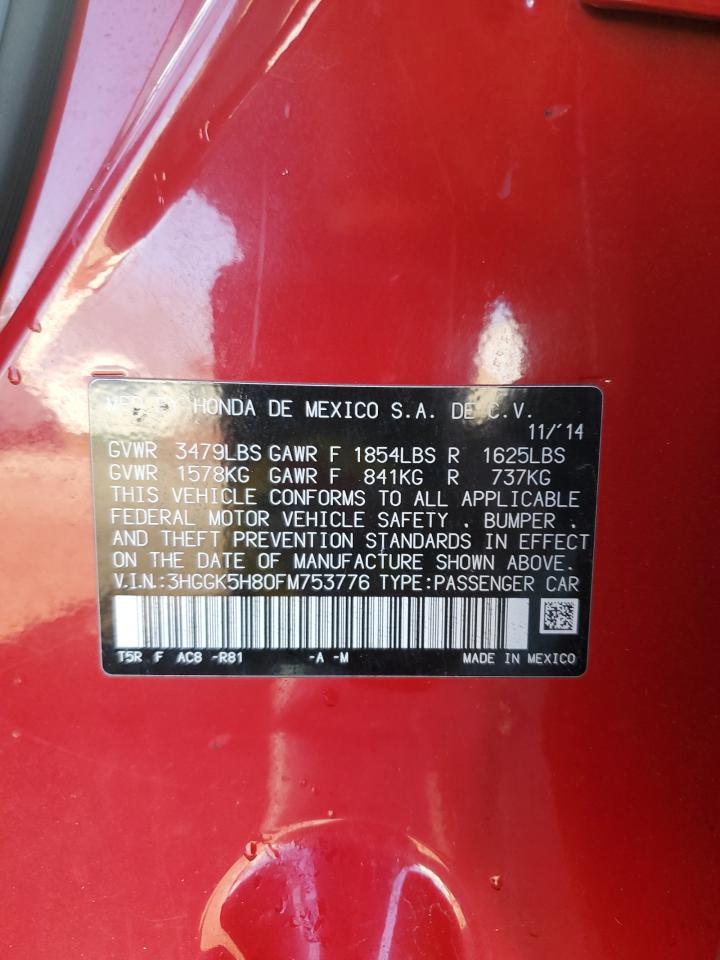 MFD BY HONDA DE MEXICO S.A. DE C.V.
11/'14
GVWR 3479LBS GAWR F 1854LBS R 1625LBS
GVWR 1578KG GAWR F 841KG R 737KG
THIS VEHICLE CONFORMS TO ALL APPLICABLE
FEDERAL MOTOR VEHICLE SAFETY , BUMPER ,
AND THEFT PREVENTION STANDARDS IN EFFECT
ON THE DATE OF MANUFACTURE SHOWN ABOVE.
V.I.N.:3HGGK5H80FM753776 TYPE:PASSENGER CAR
T5R F AC8 -R81 -A -M MADE IN MEXICO